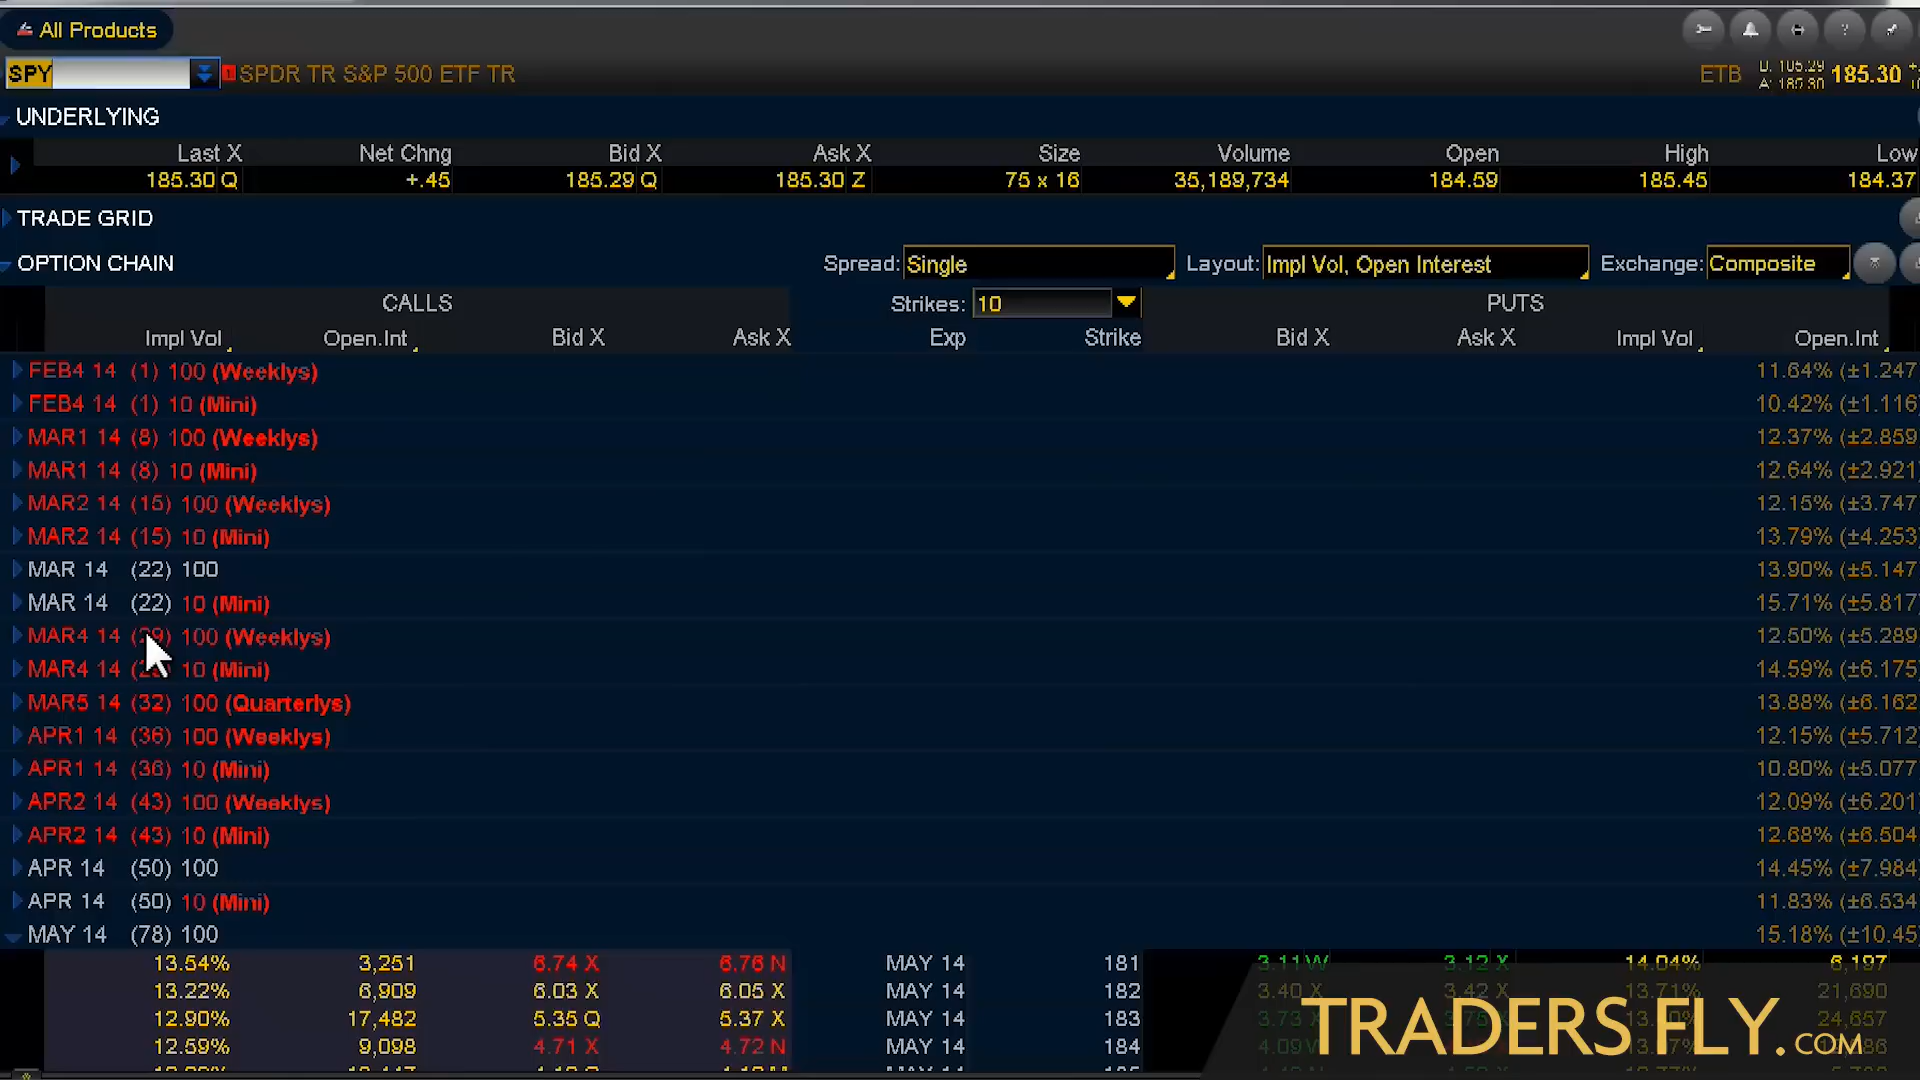 All Products
SPY SPDR TR S&P 500 ETF TR ETB 185.30
UNDERLYING
Last X Net Chng Bid X Ask X Size Volume Open High Low
185.30 Q +.45 185.29 Q 185.30 Z 75 x 16 35,189,734 184.59 185.45 184.37
TRADE GRID
OPTION CHAIN Spread: Single Layout: Impl Vol, Open Interest Exchange: Composite
CALLS Strikes: 10 PUTS
Impl Vol Open.Int Bid X Ask X Exp Strike Bid X Ask X Impl Vol Open.Int
FEB4 14 (1) 100 (Weeklys) 11.64% (±1.247
FEB4 14 (1) 10 (Mini) 10.42% (±1.116
MAR1 14 (8) 100 (Weeklys) 12.37% (±2.859
MAR1 14 (8) 10 (Mini) 12.64% (±2.921
MAR2 14 (15) 100 (Weeklys) 12.15% (±3.747
MAR2 14 (15) 10 (Mini) 13.79% (±4.253
MAR 14 (22) 100 13.90% (±5.147
MAR 14 (22) 10 (Mini) 15.71% (±5.817
MAR4 14 100 (Weeklys) 12.50% (±5.289
MAR4 14 10 (Mini) 14.59% (±6.175
MAR5 14 (32) 100 (Quarterlys) 13.88% (±6.162
APR1 14 (36) 100 (Weeklys) 12.15% (±5.712
APR1 14 (36) 10 (Mini) 10.80% (±5.077
APR2 14 (43) 100 (Weeklys) 12.09% (±6.201
APR2 14 (43) 10 (Mini) 12.68% (±6.504
APR 14 (50) 100 14.45% (±7.984
APR 14 (50) 10 (Mini) 11.83% (±6.534
MAY 14 (78) 100 15.18% (±10.45
13.54% 3,251 6.74 X 6.76 N MAY 14 181 3.11 W 3.12 X 14.04% 6,197
13.22% 6,909 6.03 X 6.05 X MAY 14 182 3.40 X 3.42 X 13.71% 21,690
12.90% 17,482 5.35 Q 5.37 X MAY 14 183 24,657
12.59% 9,098 4.71 X 4.72 N MAY 14 184
TRADERSFLY.COM